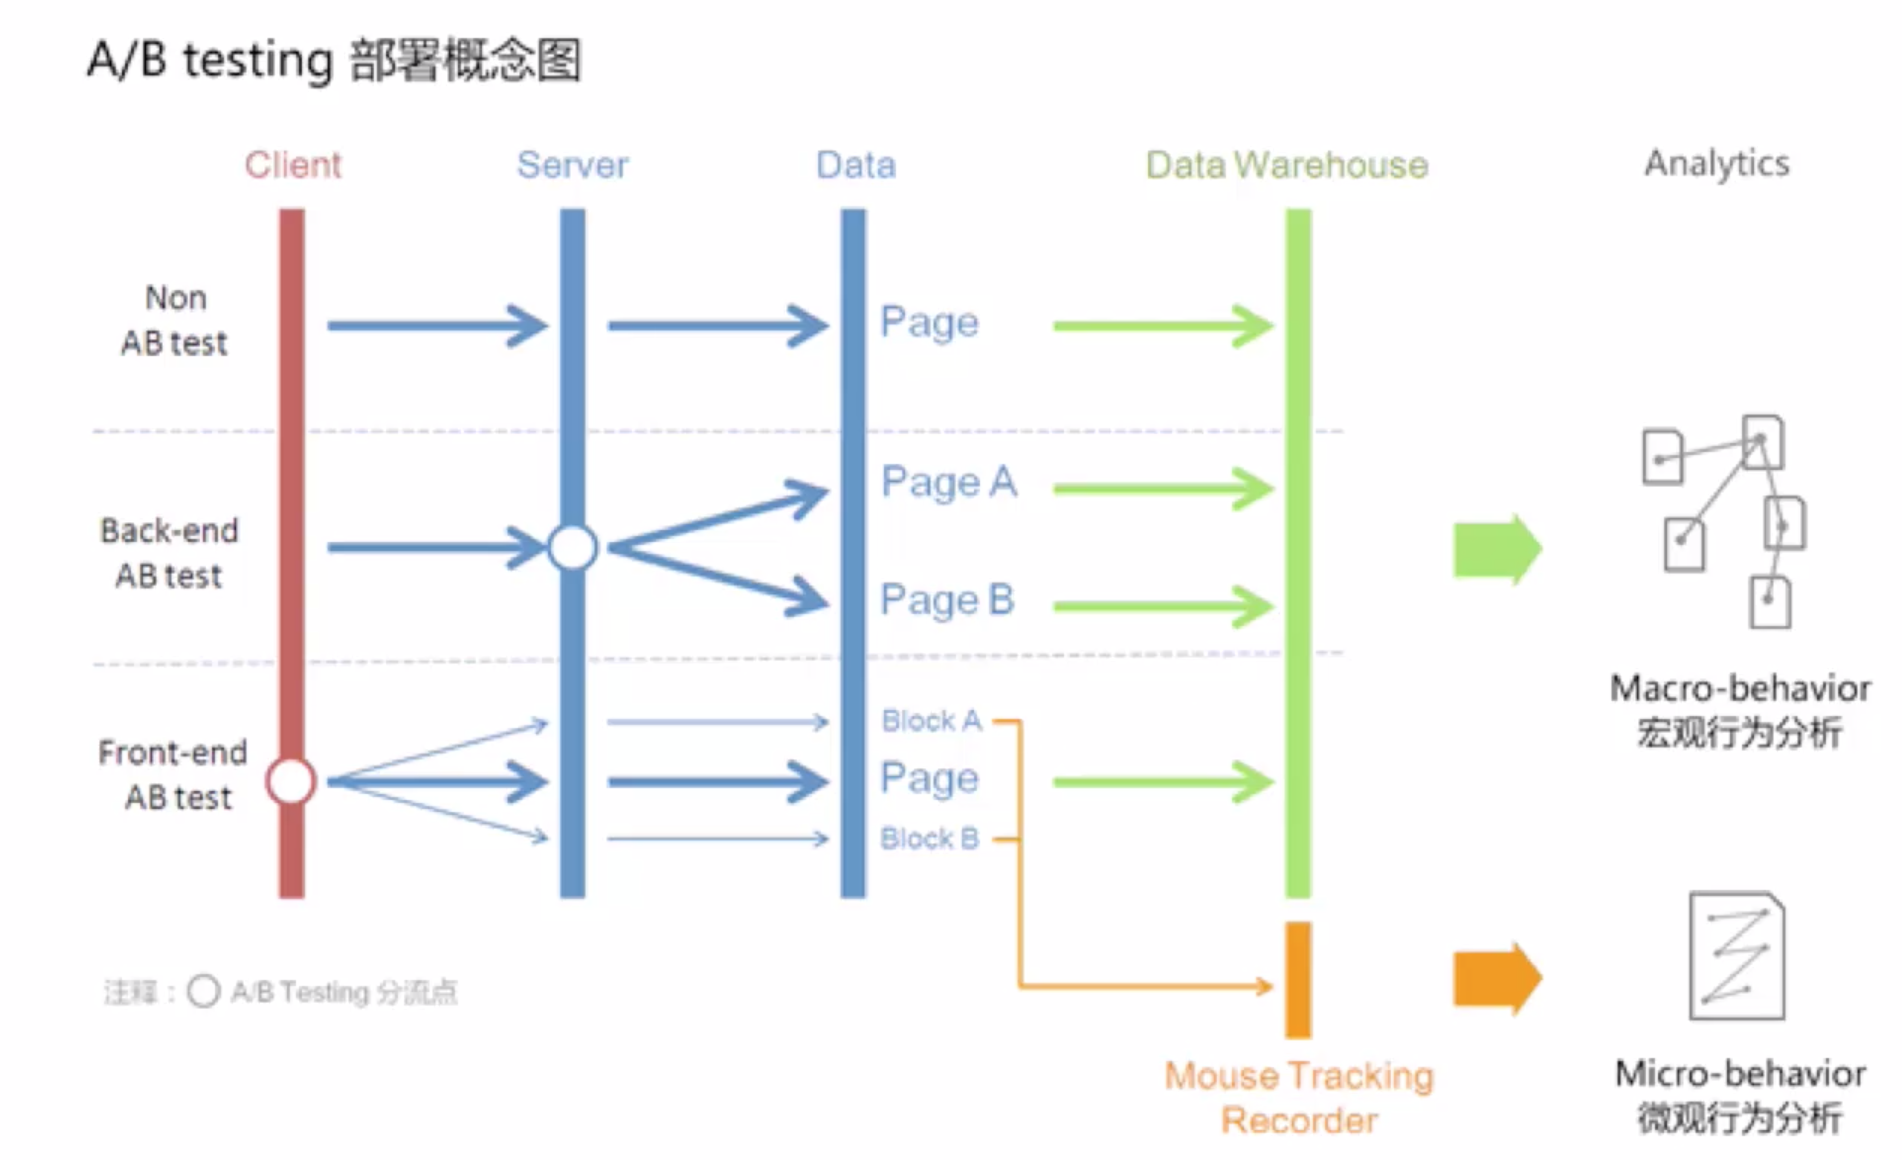 A/B testing 部署概念图
Client
Server
Data
Data Warehouse
Analytics
Non
AB test
Page
Back-end
AB test
Page A
Page B
Front-end
AB test
Block A
Page
Block B
Macro-behavior
宏观行为分析
注释：
A/B Testing 分流点
Mouse Tracking
Recorder
Micro-behavior
微观行为分析